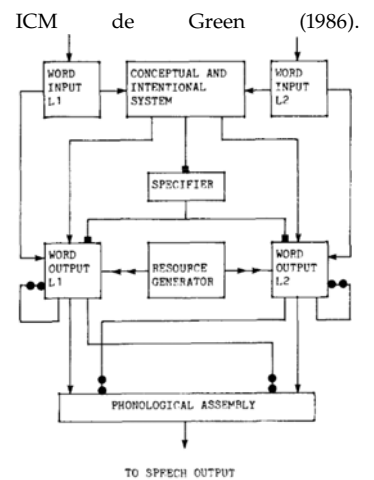 ICM de Green (1986).
WORD INPUT L1
CONCEPTUAL AND INTENTIONAL SYSTEM
WORD INPUT L2
SPECIFIER
WORD OUTPUT L1
RESOURCE GENERATOR
WORD OUTPUT L2
PHONOLOGICAL ASSEMBLY
TO SPEECH OUTPUT